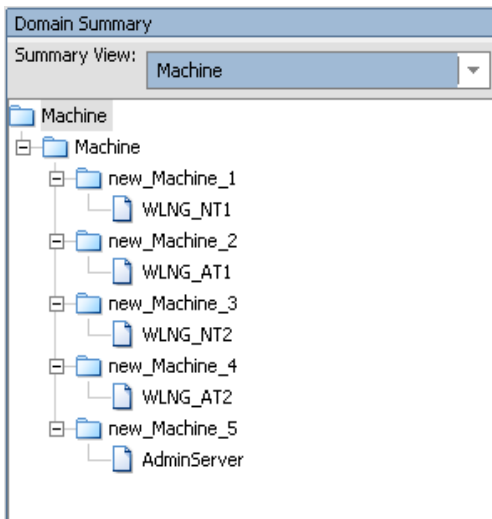 Domain Summary
Summary View: Machine
Machine
Machine
new_Machine_1
WLNG_NT1
new_Machine_2
WLNG_AT1
new_Machine_3
WLNG_NT2
new_Machine_4
WLNG_AT2
new_Machine_5
AdminServer